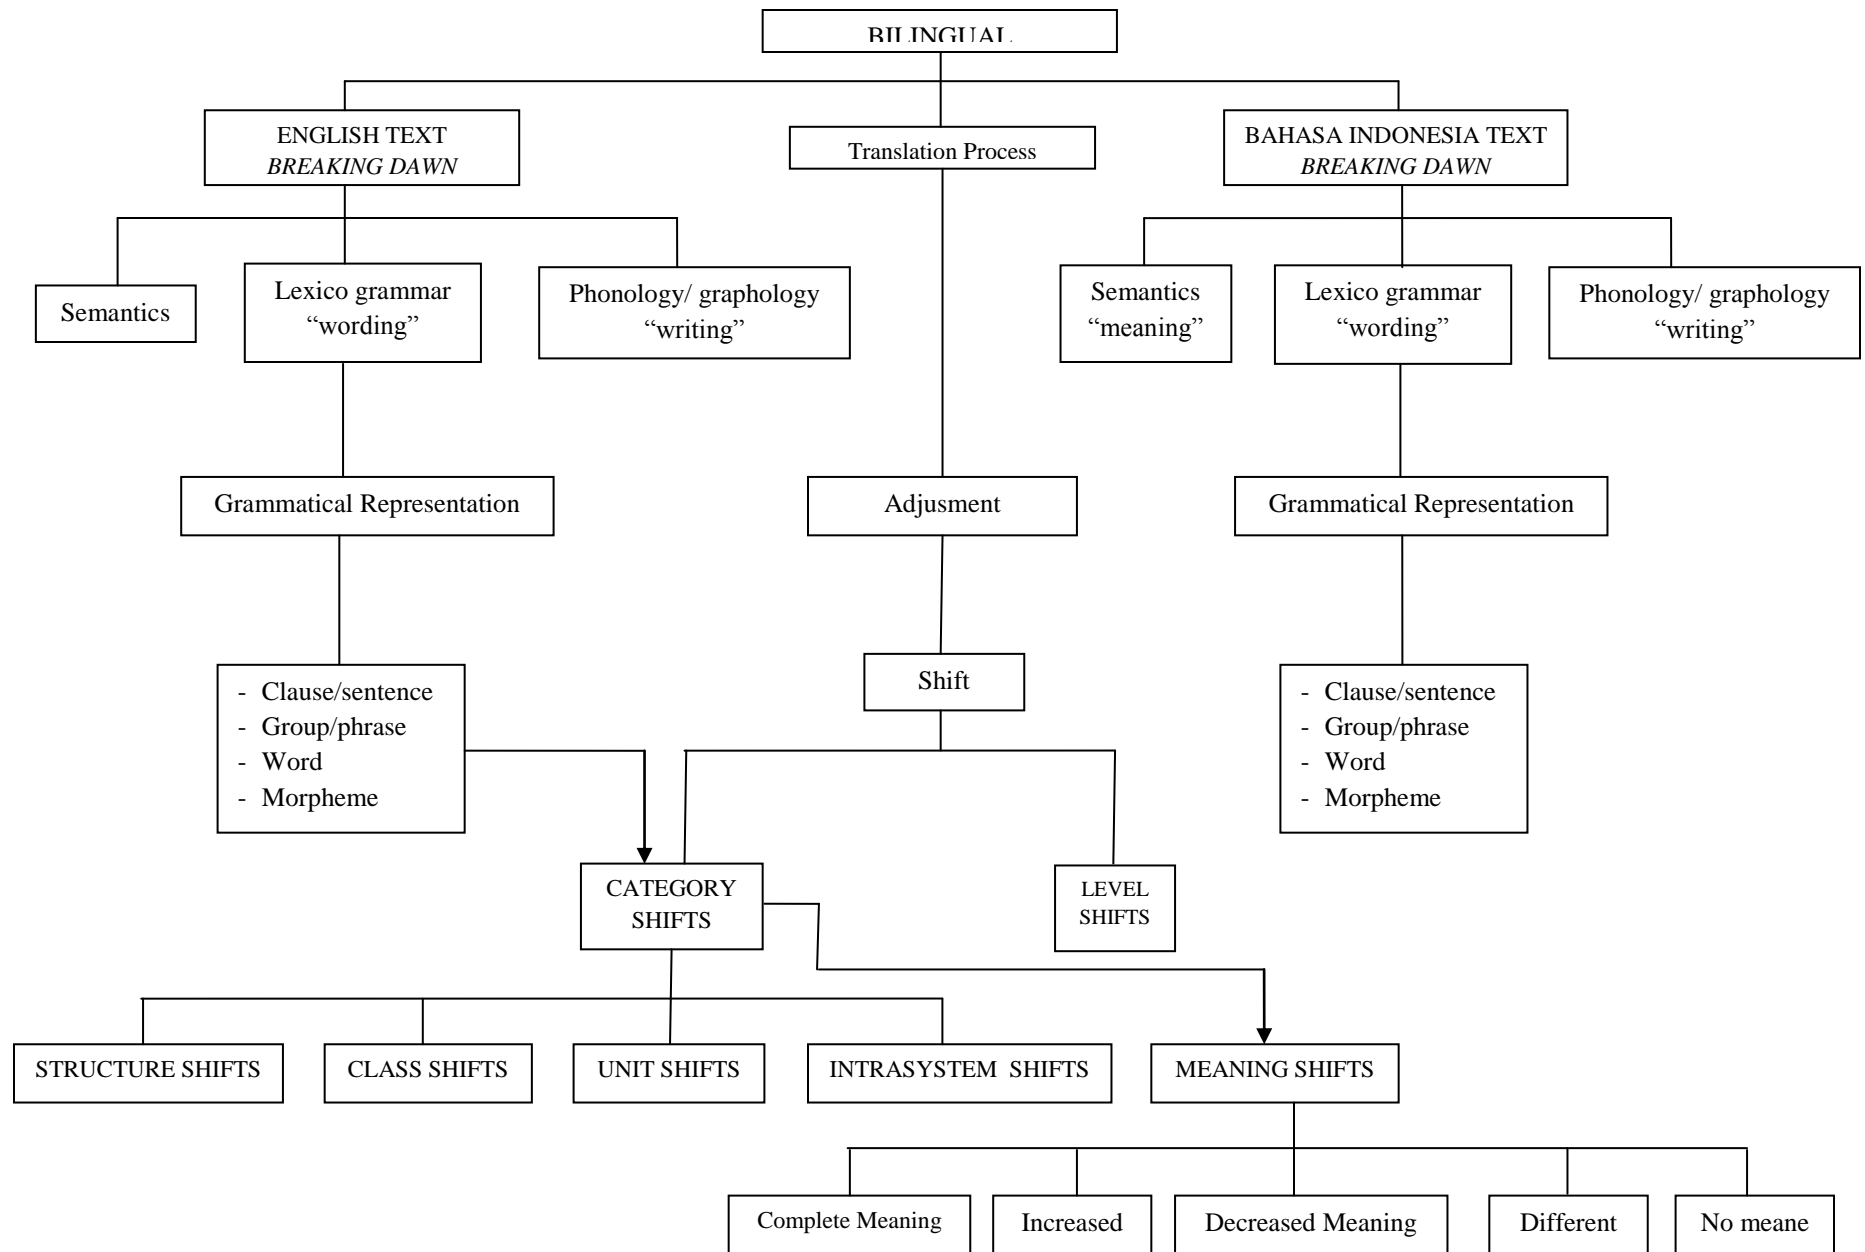 BILINGUAL
ENGLISH TEXT
BREAKING DAWN
Translation Process
BAHASA INDONESIA TEXT
BREAKING DAWN
Semantics
Lexico grammar
“wording”
Phonology/ graphology
“writing”
Semantics
“meaning”
Lexico grammar
“wording”
Phonology/ graphology
“writing”
Grammatical Representation
Adjusment
Grammatical Representation
- Clause/sentence
- Group/phrase
- Word
- Morpheme
Shift
- Clause/sentence
- Group/phrase
- Word
- Morpheme
CATEGORY
SHIFTS
LEVEL
SHIFTS
STRUCTURE SHIFTS
CLASS SHIFTS
UNIT SHIFTS
INTRASYSTEM SHIFTS
MEANING SHIFTS
Complete Meaning
Increased
Decreased Meaning
Different
No meane